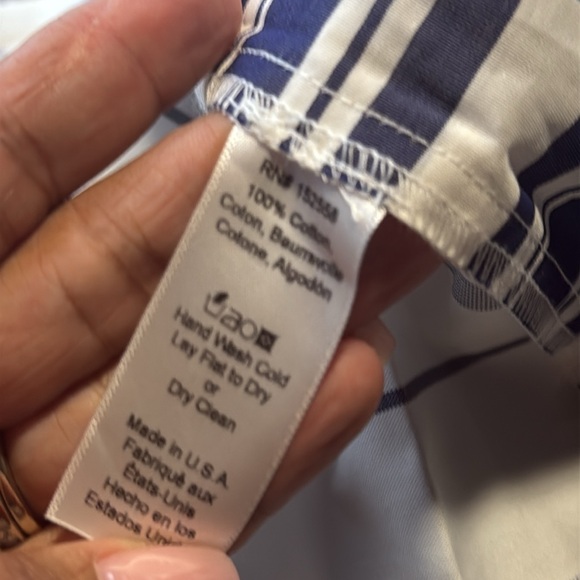 RN# 152558
100% Cotton,
Coton, Baumwolle
Cotone, Algodón
Hand Wash Cold
Lay Flat to Dry
or
Dry Clean
Made in U.S.A.
Fabriqué aux
États-Unis
Hecho en los
Estados Unidos